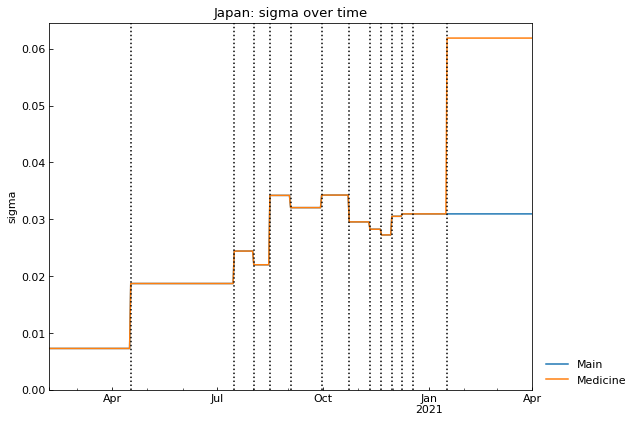 Japan: sigma over time
0.06
0.05
0.04
0.03
0.02
0.01
0.00
sigma
Apr
Jul
Oct
Jan
2021
Apr
Main
Medicine